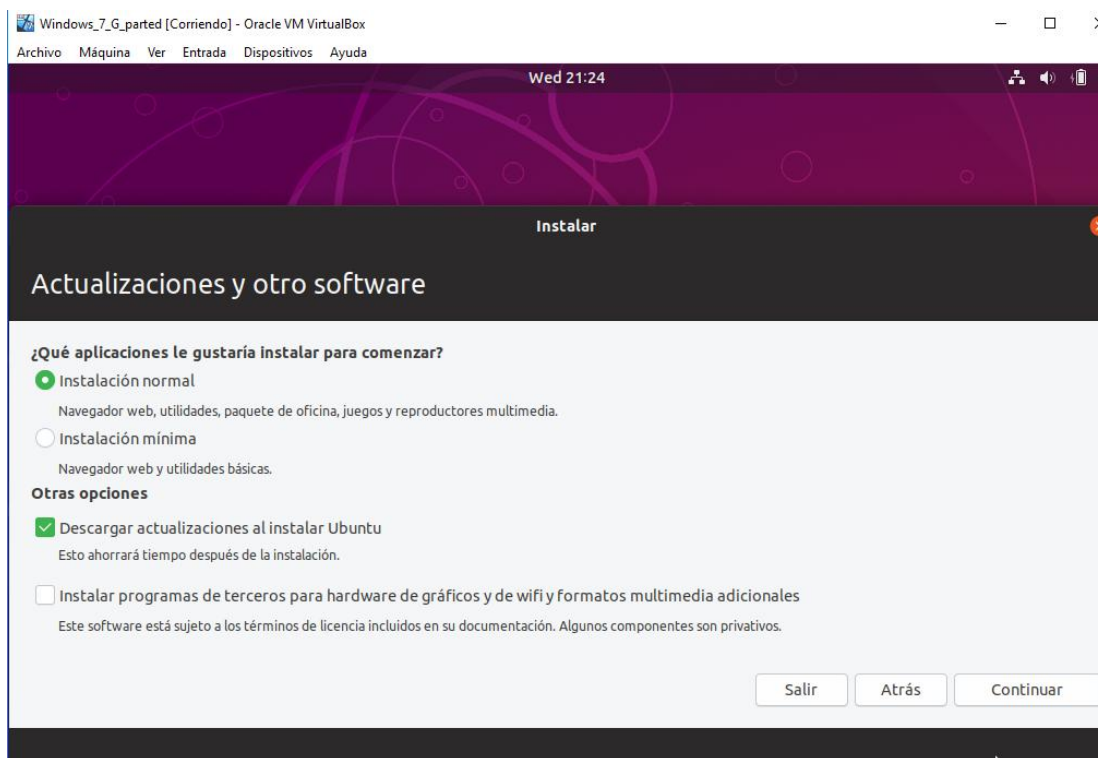 Windows_7_G_parted [Corriendo] - Oracle VM VirtualBox
Archivo Máquina Ver Entrada Dispositivos Ayuda
Wed 21:24
Instalar
Actualizaciones y otro software
¿Qué aplicaciones le gustaría instalar para comenzar?
Instalación normal
Navegador web, utilidades, paquete de oficina, juegos y reproductores multimedia.
Instalación mínima
Navegador web y utilidades básicas.
Otras opciones
Descargar actualizaciones al instalar Ubuntu
Esto ahorrará tiempo después de la instalación.
Instalar programas de terceros para hardware de gráficos y de wifi y formatos multimedia adicionales
Este software está sujeto a los términos de licencia incluidos en su documentación. Algunos componentes son privativos.
Salir Atrás Continuar